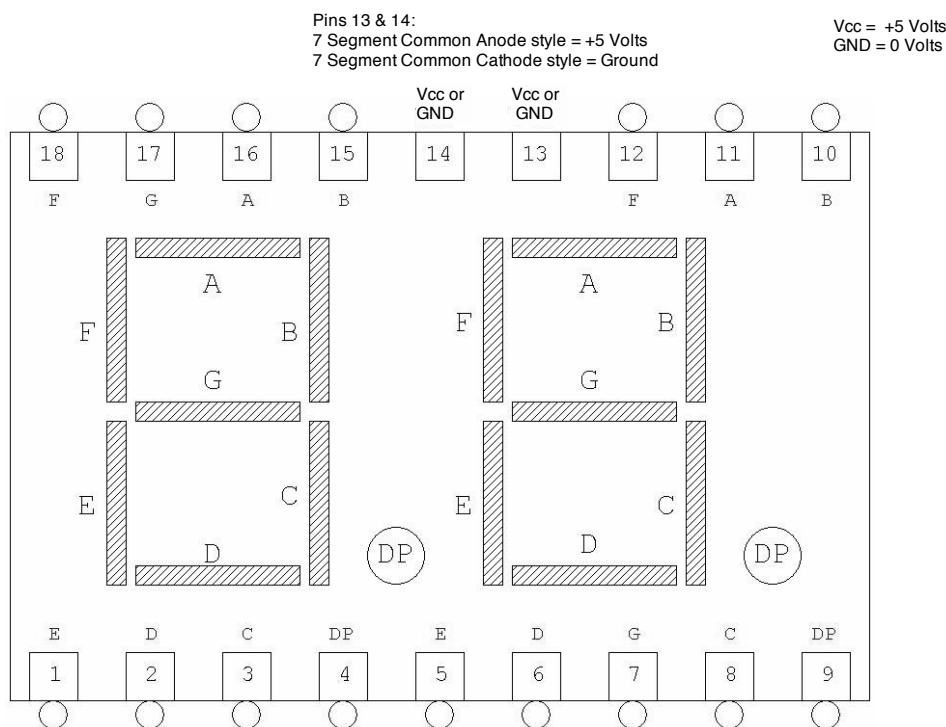 Pins 13 & 14:
7 Segment Common Anode style = +5 Volts
7 Segment Common Cathode style = Ground
Vcc = +5 Volts
GND = 0 Volts
Vcc or
GND
Vcc or
GND
18 17 16 15 14 13 12 11 10
F G A B F A B
A A
F B F B
G G
E C E C
D D
DP DP
E D C DP E D G C DP
1 2 3 4 5 6 7 8 9